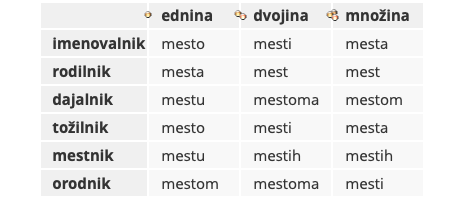 ednina dvojina množina
imenovalnik mesto mesti mesta
rodilnik mesta mest mest
dajalnik mestu mestoma mestom
tožilnik mesto mesti mesta
mestnik mestu mestih mestih
orodnik mestom mestoma mesti